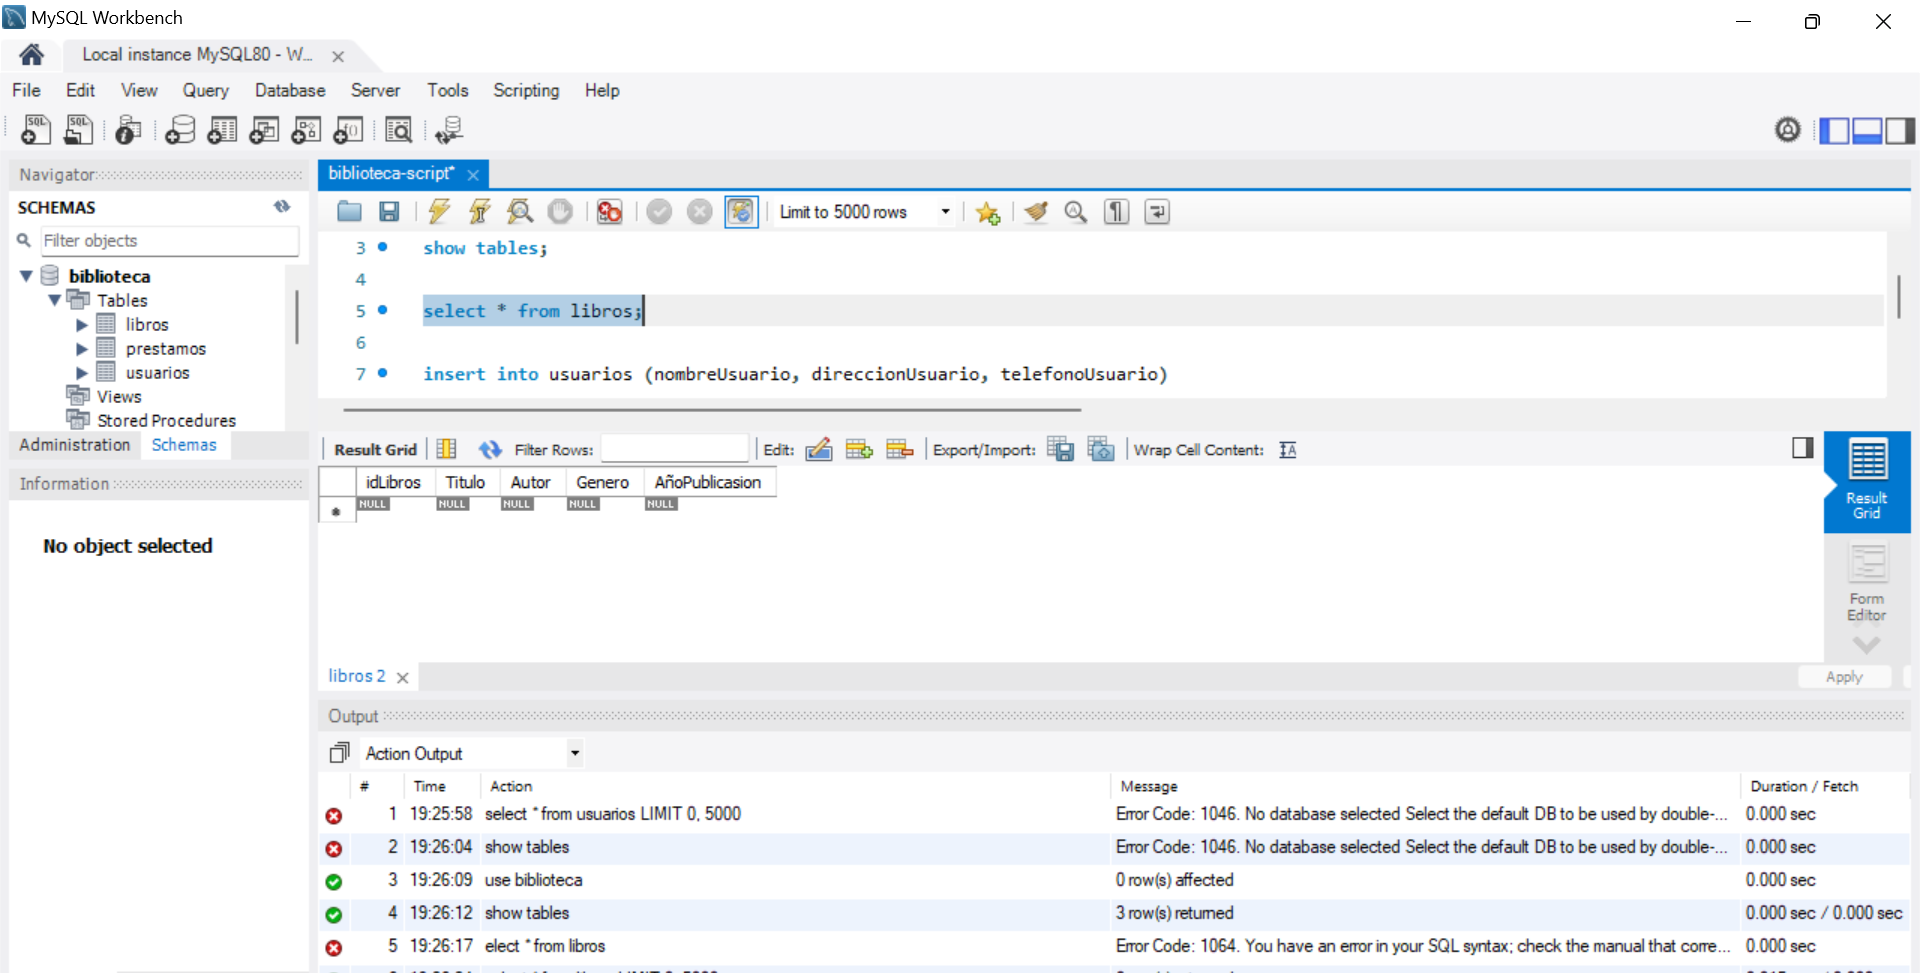 MySQL Workbench
Local instance MySQL80 - W...
File Edit View Query Database Server Tools Scripting Help
Navigator
SCHEMAS
Filter objects
biblioteca
Tables
libros
prestamos
usuarios
Views
Stored Procedures
Administration Schemas
Information
No object selected
biblioteca-script*
Limit to 5000 rows
3 show tables;
4
5 select * from libros;
6
7 insert into usuarios (nombreUsuario, direccionUsuario, telefonoUsuario)
Result Grid Filter Rows: Edit: Export/Import: Wrap Cell Content:
idLibros Titulo Autor Genero AñoPublicasion
NULL NULL NULL NULL NULL
Result Grid
Form Editor
libros 2
Apply
Output
Action Output
# Time Action Message Duration / Fetch
1 19:25:58 select * from usuarios LIMIT 0, 5000 Error Code: 1046. No database selected Select the default DB to be used by double-... 0.000 sec
2 19:26:04 show tables Error Code: 1046. No database selected Select the default DB to be used by double-... 0.000 sec
3 19:26:09 use biblioteca 0 row(s) affected 0.000 sec
4 19:26:12 show tables 3 row(s) returned 0.000 sec / 0.000 sec
5 19:26:17 elect * from libros Error Code: 1064. You have an error in your SQL syntax; check the manual that corre... 0.000 sec